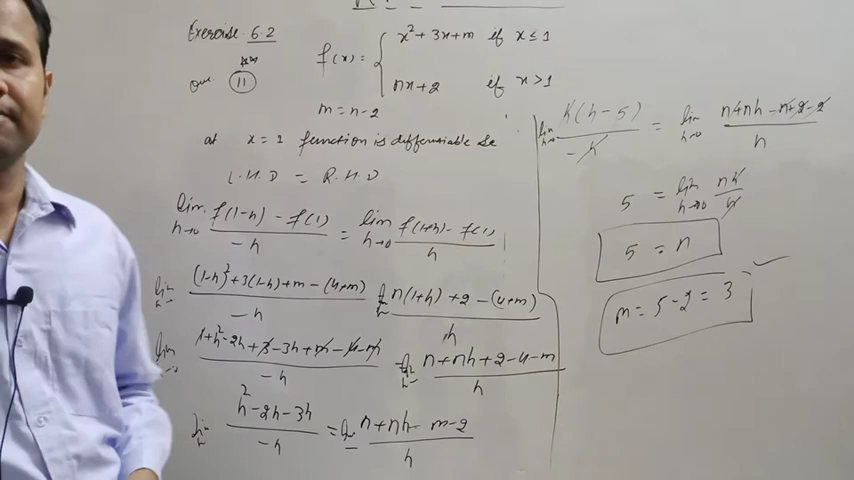 Exercise 6.2
Que. 11 f(x) = { x² + 3x + m if x ≤ 1
nx + 2 if x > 1
m = n - 2
at x = 1 function is differentiable so
L.H.D = R.H.D
lim h→0 f(1-h) - f(1) / -h = lim h→0 f(1+h) - f(1) / h
lim (1-h)² + 3(1-h) + m - (4+m) / -h lim n(1+h) + 2 - (4+m) / h
lim 1 + h² - 2h + 3 - 3h + m - 4 - m / -h = lim n + nh + 2 - 4 - m / h
lim h² - 2h - 3h / -h = lim n + nh - m - 2 / h
lim h→0 h(h-5) / -h = lim h→0 n + nh - n + 2 - 2 / h
5 = lim h→0 nh / h
5 = n
m = 5 - 2 = 3